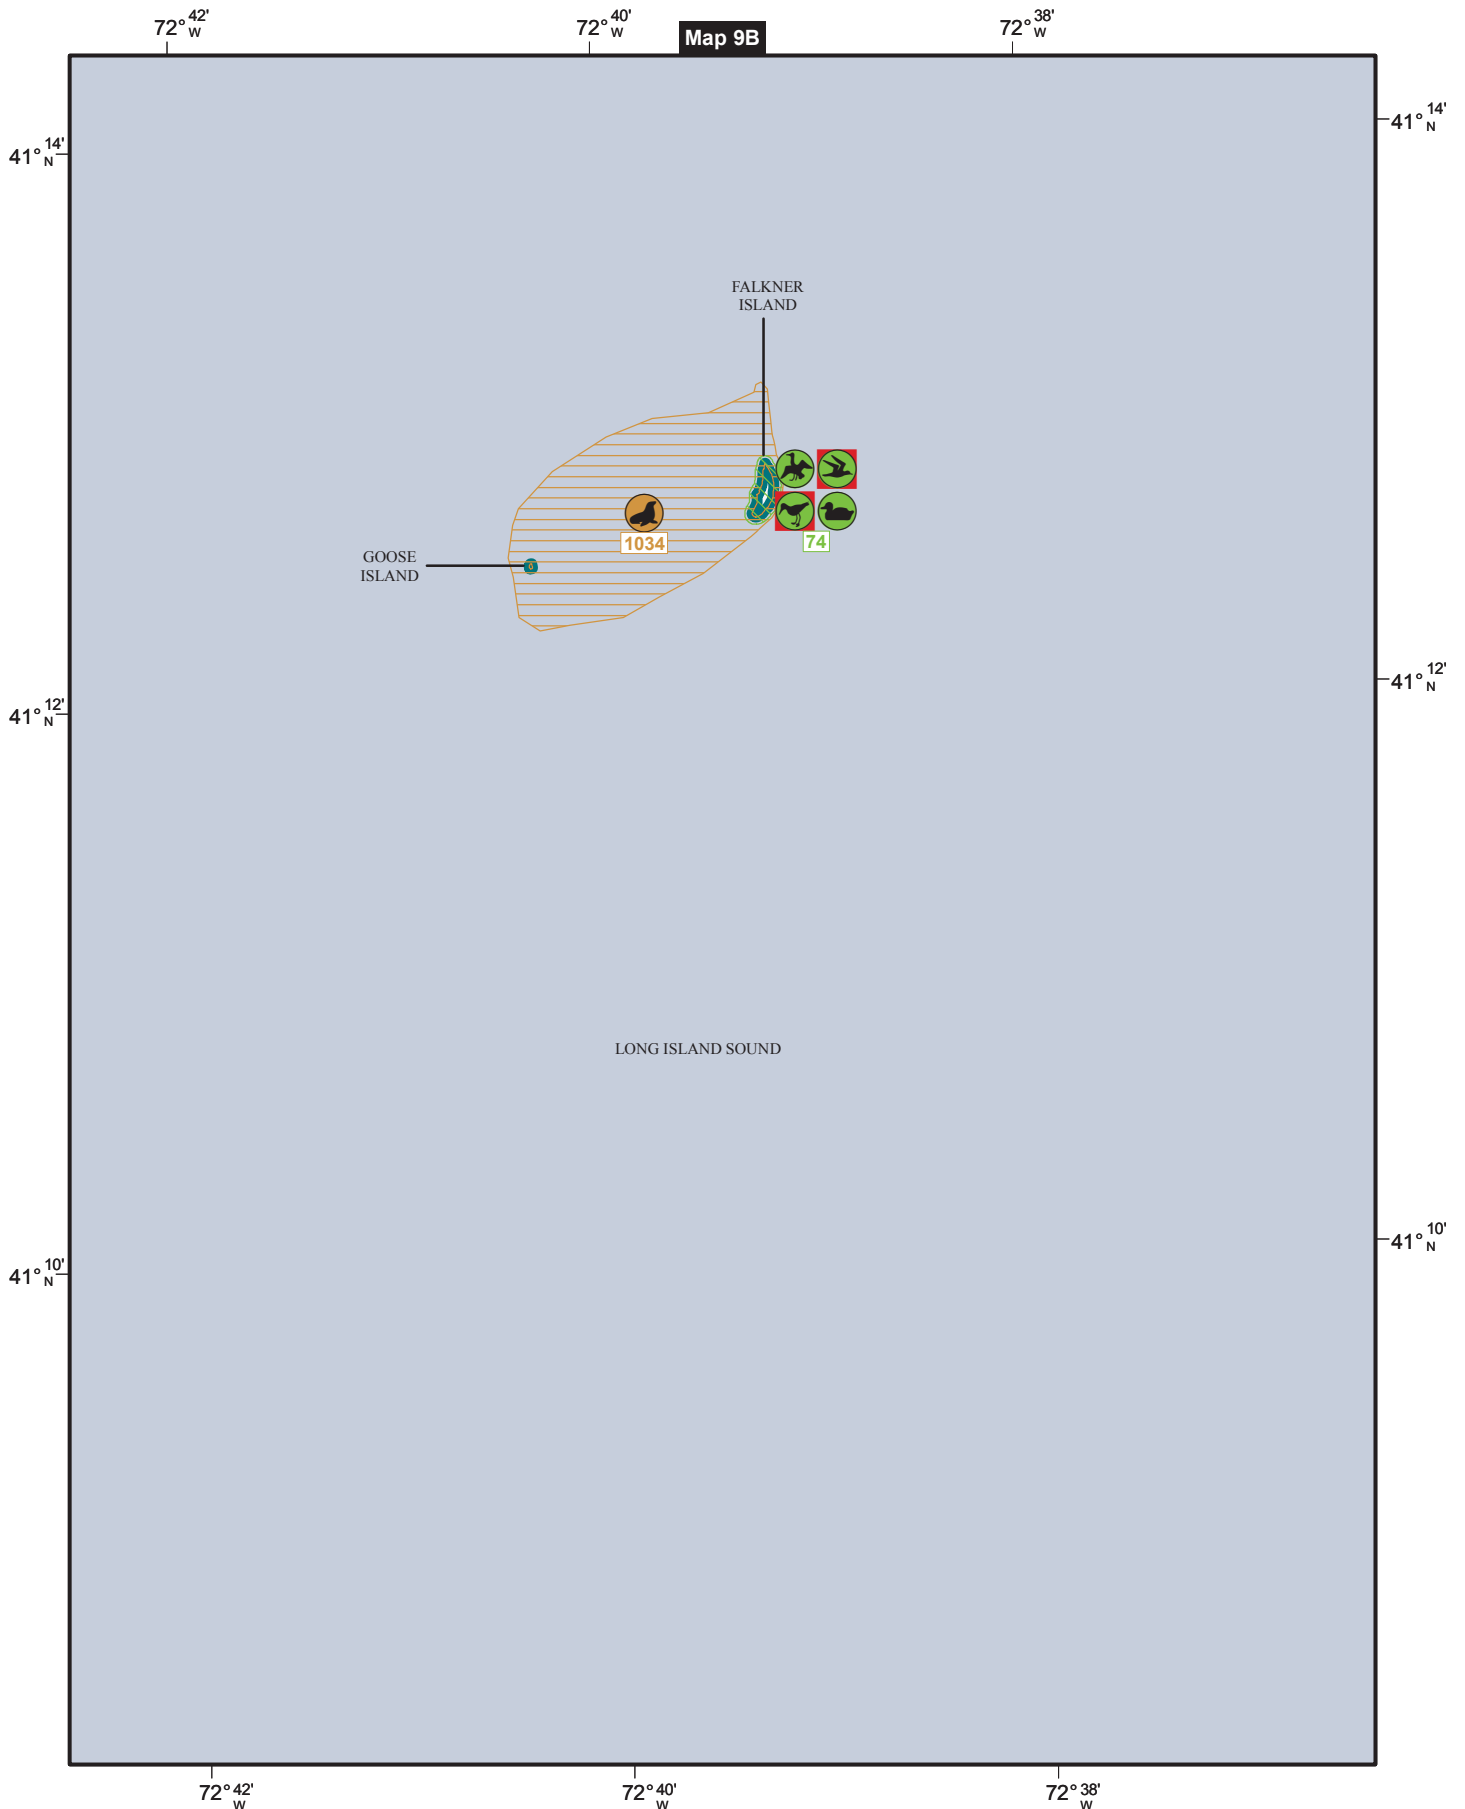 72° 42' W
72° 40' W
Map 9B
72° 38' W
41° 14' N
41° 14' N
FALKNER
ISLAND
1034
74
GOOSE
ISLAND
41° 12' N
41° 12' N
LONG ISLAND SOUND
41° 10' N
41° 10' N
72° 42' W
72° 40' W
72° 38' W